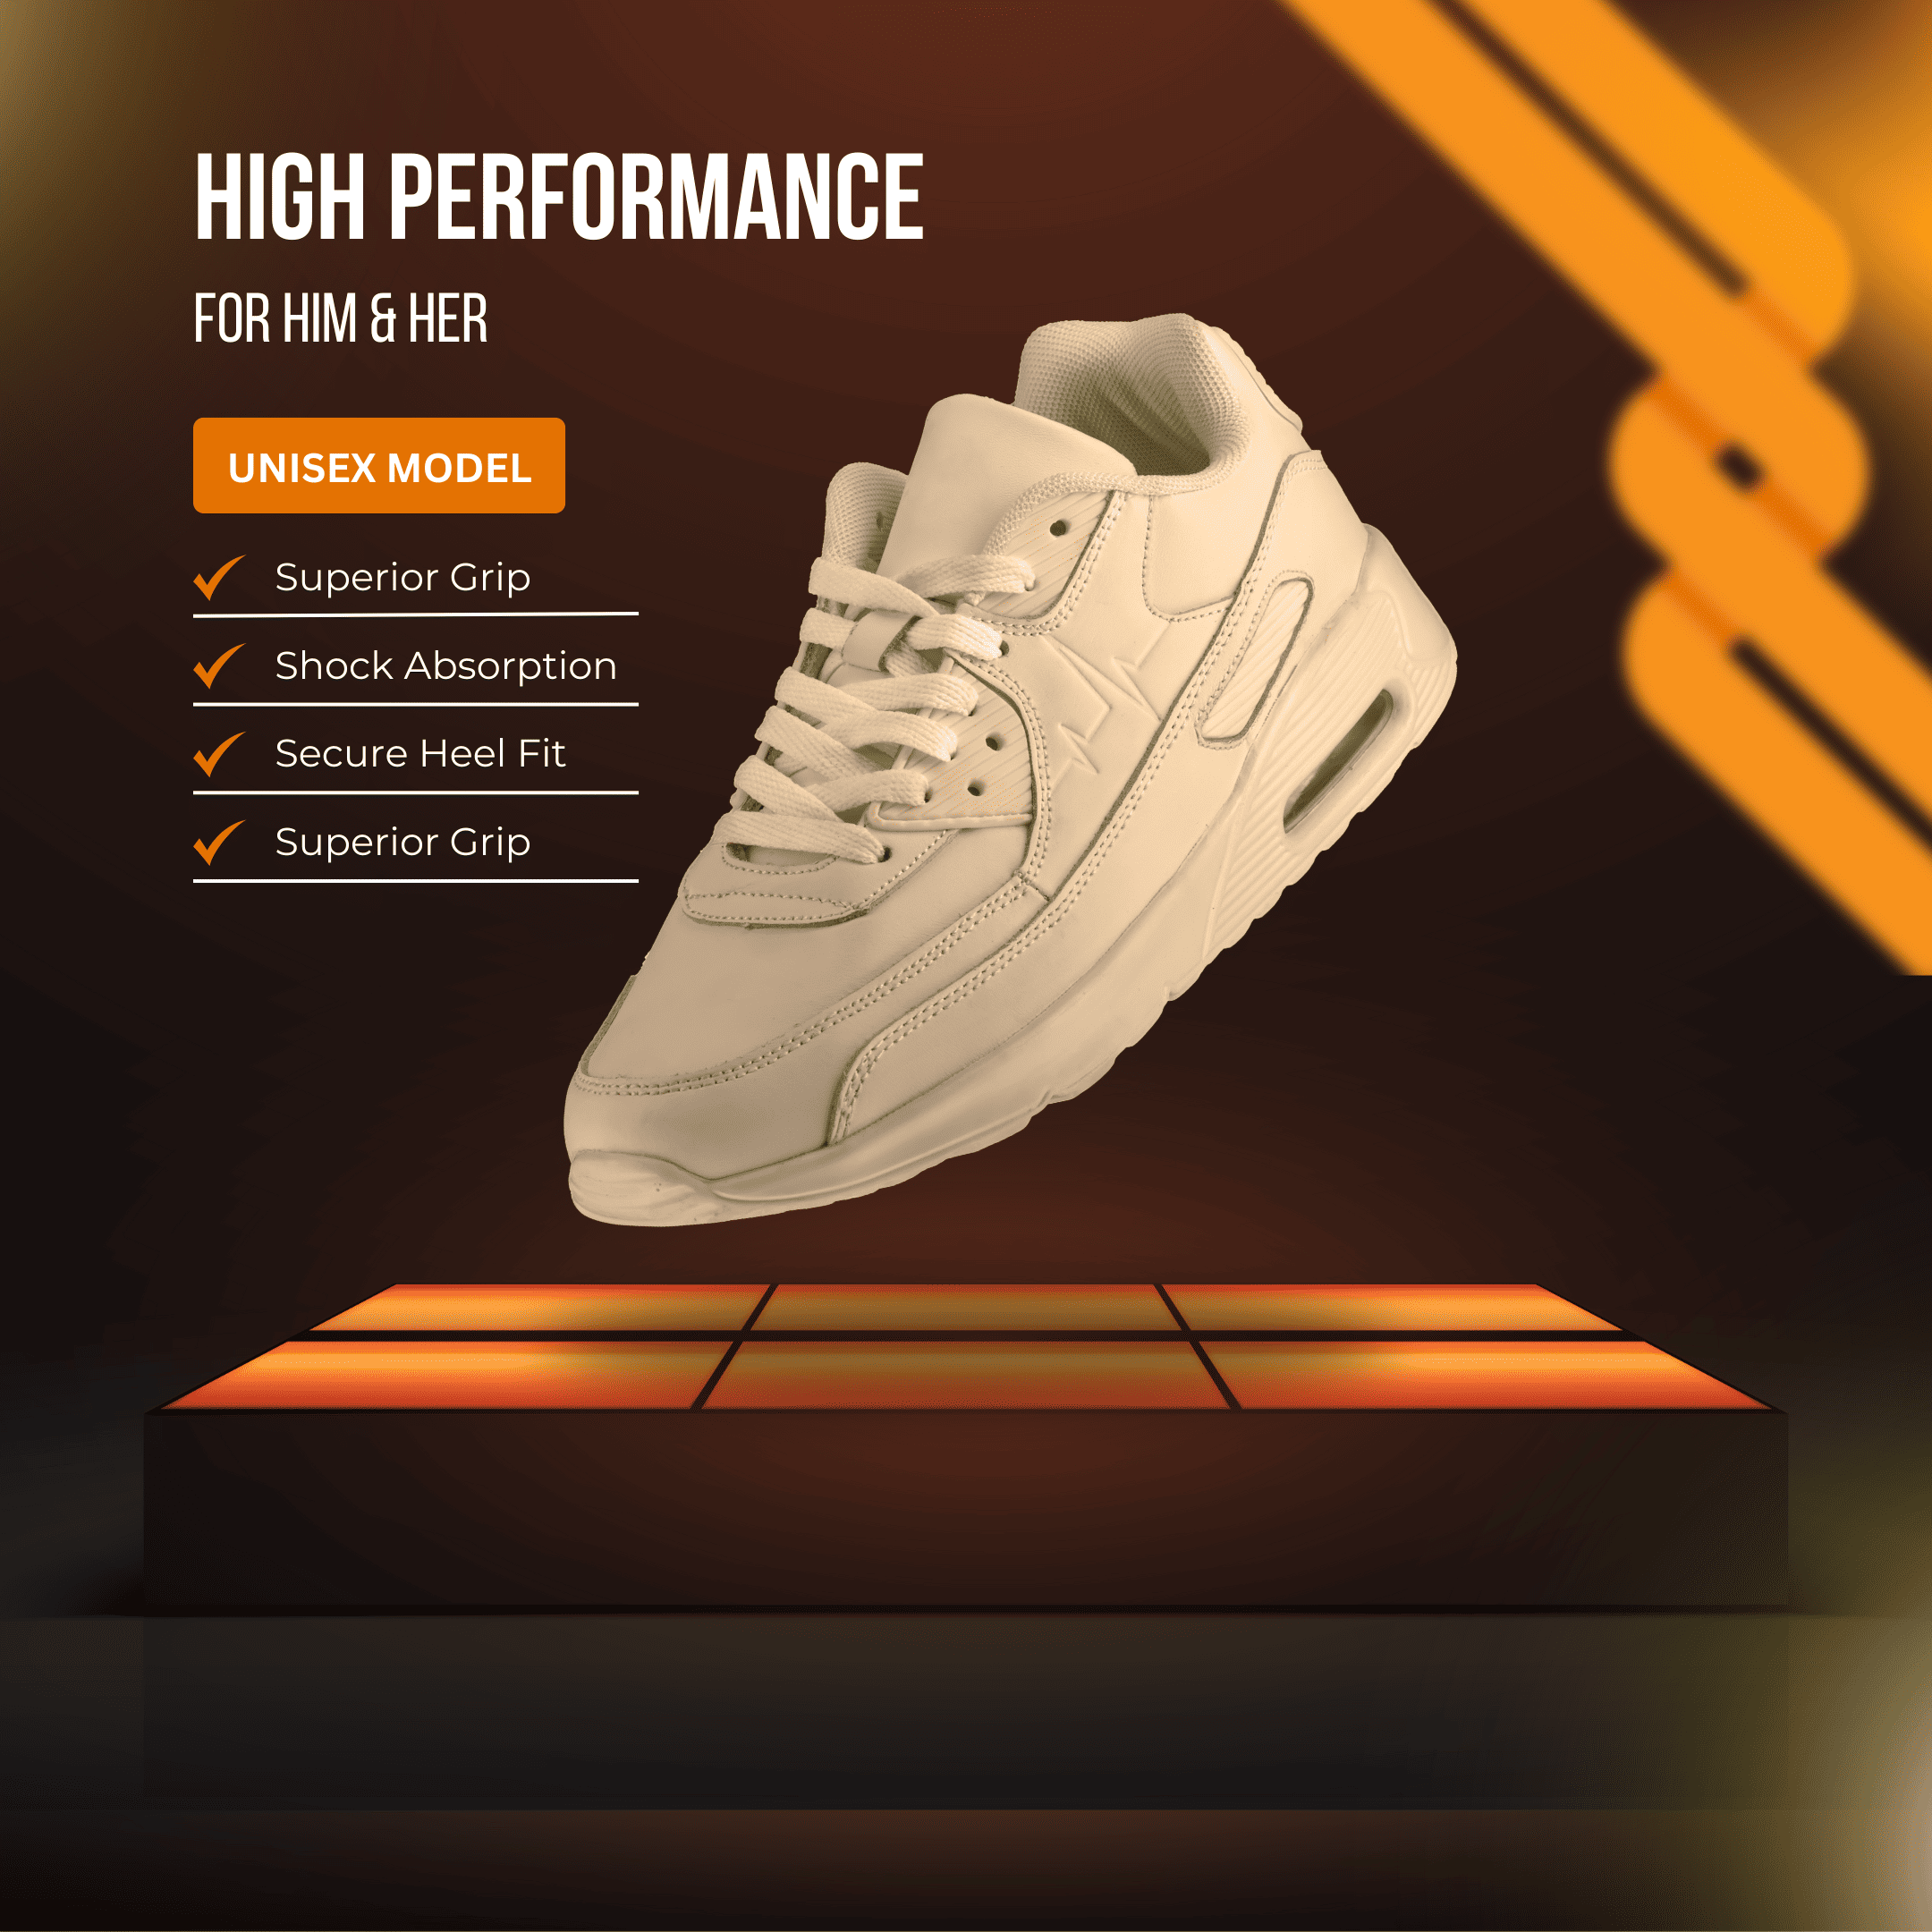 HIGH PERFORMANCE
FOR HIM & HER
UNISEX MODEL
Superior Grip
Shock Absorption
Secure Heel Fit
Superior Grip